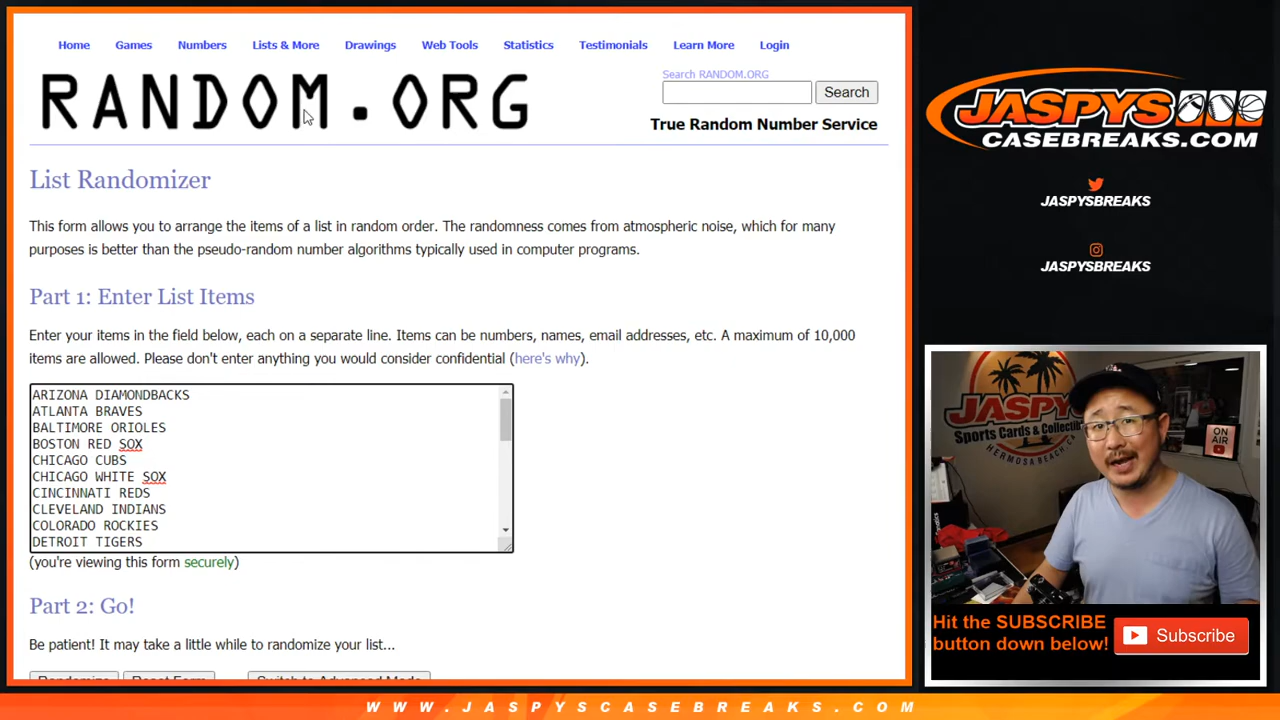 Home Games Numbers Lists & More Drawings Web Tools Statistics Testimonials Learn More Login
RANDOM.ORG
Search RANDOM.ORG
Search
True Random Number Service
List Randomizer
This form allows you to arrange the items of a list in random order. The randomness comes from atmospheric noise, which for many
purposes is better than the pseudo-random number algorithms typically used in computer programs.
Part 1: Enter List Items
Enter your items in the field below, each on a separate line. Items can be numbers, names, email addresses, etc. A maximum of 10,000
items are allowed. Please don't enter anything you would consider confidential (here's why).
ARIZONA DIAMONDBACKS
ATLANTA BRAVES
BALTIMORE ORIOLES
BOSTON RED SOX
CHICAGO CUBS
CHICAGO WHITE SOX
CINCINNATI REDS
CLEVELAND INDIANS
COLORADO ROCKIES
DETROIT TIGERS
(you're viewing this form securely)
Part 2: Go!
Be patient! It may take a little while to randomize your list...
Randomize Reset Form Switch to Advanced Mode
JASPYS
CASEBREAKS.COM
JASPYSBREAKS
JASPYSBREAKS
JASPYS
Sports Cards & Collectibles
HERMOSA BEACH, CA
ON
AIR
Hit the SUBSCRIBE
button down below!
Subscribe
WWW.JASPYSCASEBREAKS.COM